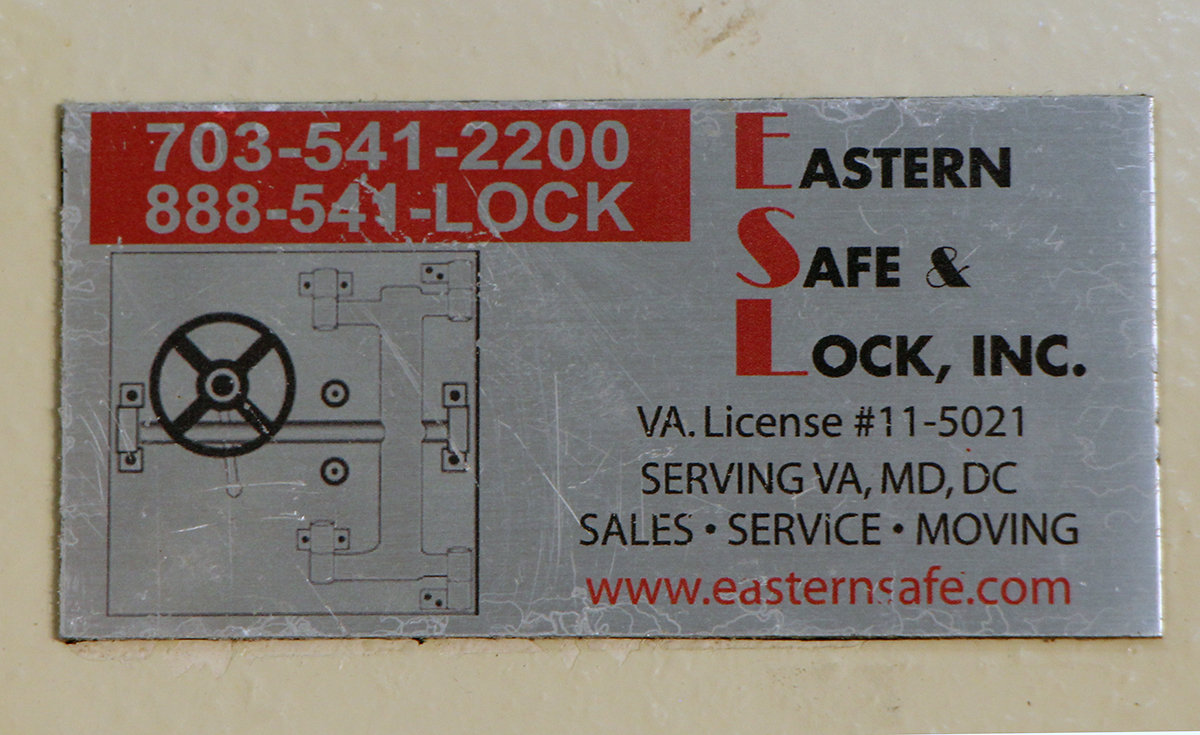 703-541-2200
888-541-LOCK
EASTERN
SAFE &
LOCK, INC.
VA. License #11-5021
SERVING VA, MD, DC
SALES • SERVICE • MOVING
www.easternsafe.com